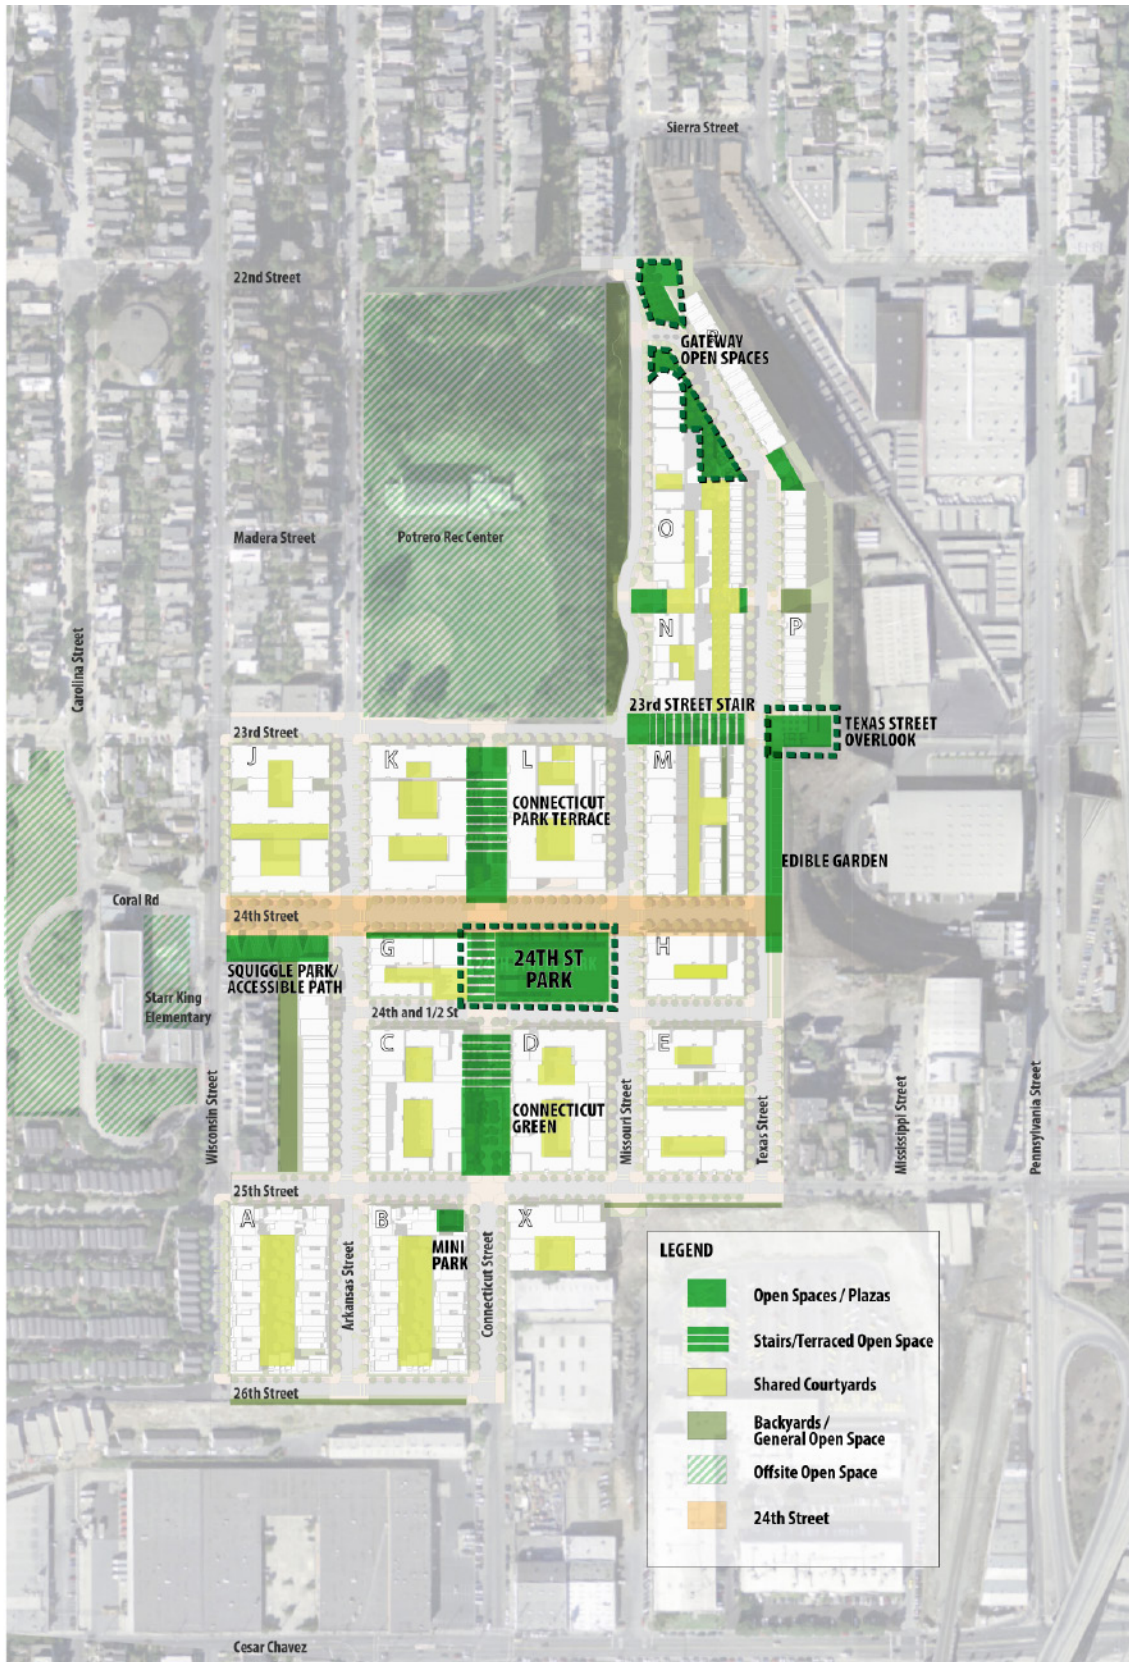 Sierra Street
22nd Street
R
GATEWAY
OPEN SPACES
Madera Street
Potrero Rec Center
O
N
P
Carolina Street
23rd STREET STAIR
TEXAS STREET
OVERLOOK
23rd Street
J
K
L
M
CONNECTICUT
PARK TERRACE
EDIBLE GARDEN
Coral Rd
24th Street
G
H
24TH ST
PARK
SQUIGGLE PARK/
ACCESSIBLE PATH
Starr King
Elementary
24th and 1/2 St
C
D
E
CONNECTICUT
GREEN
Wisconsin Street
Missouri Street
Texas Street
Mississippi Street
Pennsylvania Street
25th Street
A
B
X
MINI
PARK
Arkansas Street
Connecticut Street
26th Street
LEGEND
Open Spaces / Plazas
Stairs/Terraced Open Space
Shared Courtyards
Backyards /
General Open Space
Offsite Open Space
24th Street
Cesar Chavez